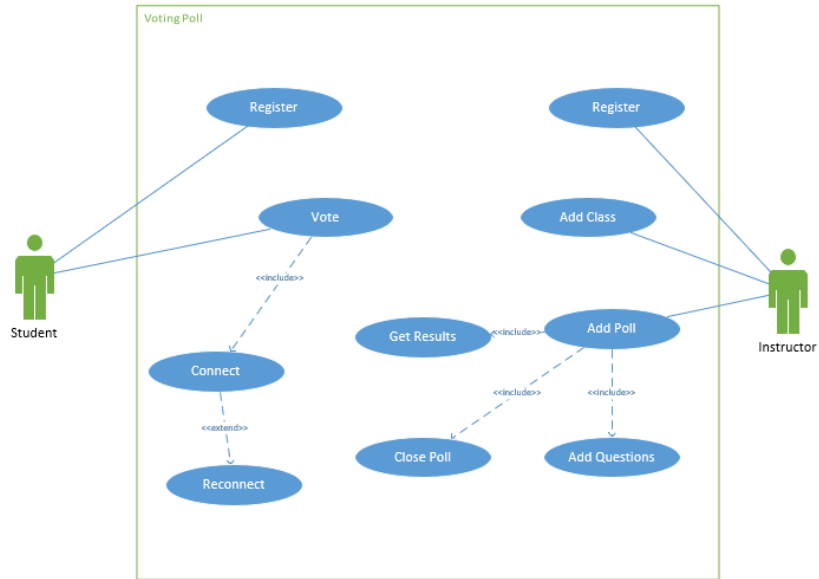 Voting Poll
Register
Register
Vote
Add Class
<<include>>
Student
Get Results
<<include>>
Add Poll
Instructor
Connect
<<include>>
<<include>>
<<extend>>
Close Poll
Add Questions
Reconnect